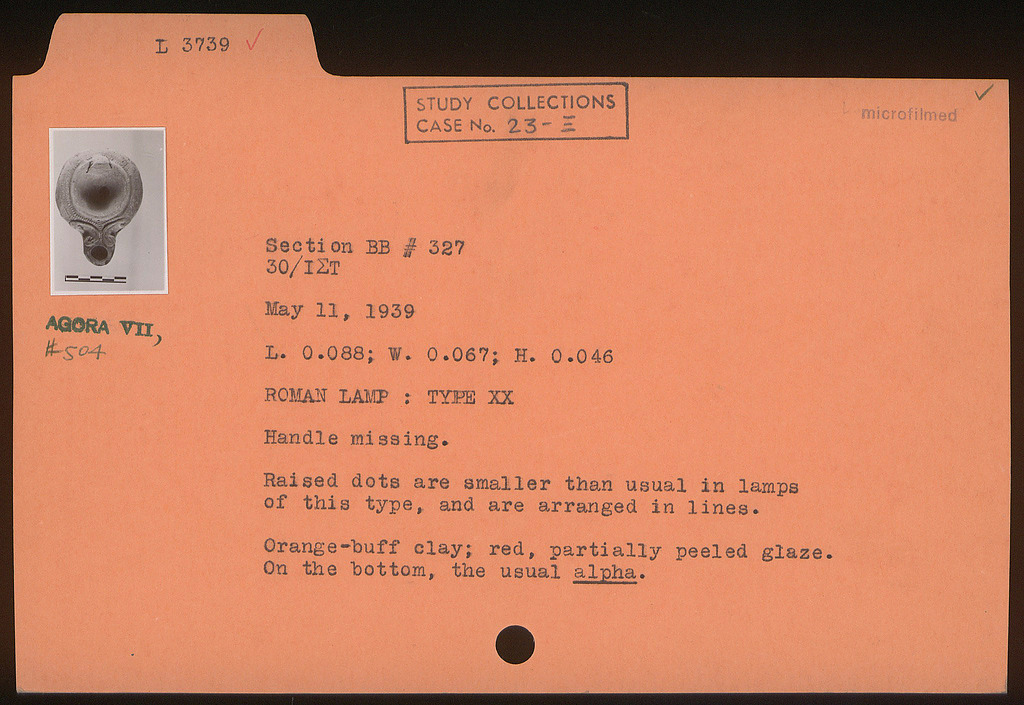 L 3739 ✓
STUDY COLLECTIONS
CASE No. 23-Ξ
microfilmed ✓
Section BB # 327
30/ΙΣΤ
May 11, 1939
AGORA VII,
#504
L. 0.088; W. 0.067; H. 0.046
ROMAN LAMP : TYPE XX
Handle missing.
Raised dots are smaller than usual in lamps
of this type, and are arranged in lines.
Orange-buff clay; red, partially peeled glaze.
On the bottom, the usual alpha.